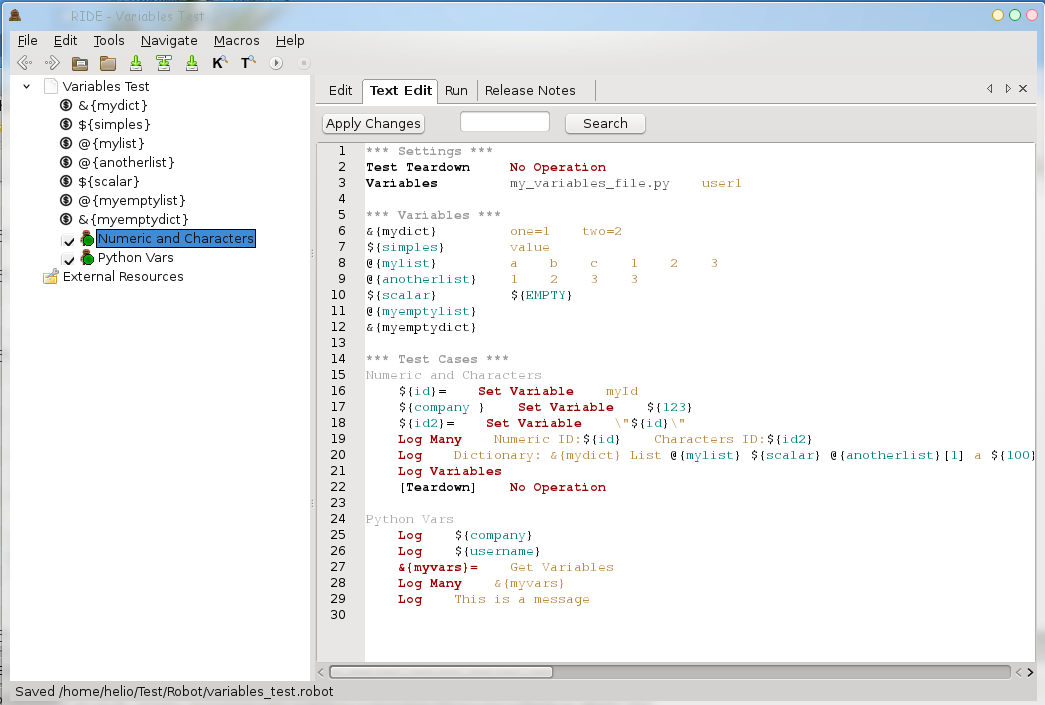 RIDE - Variables Test
File Edit Tools Navigate Macros Help
K T
Variables Test
&{mydict}
${simples}
@{mylist}
@{anotherlist}
${scalar}
@{myemptylist}
&{myemptydict}
Numeric and Characters
Python Vars
External Resources
Edit Text Edit Run Release Notes
Apply Changes Search
1 *** Settings ***
2 Test Teardown No Operation
3 Variables my_variables_file.py user1
4
5 *** Variables ***
6 &{mydict} one=1 two=2
7 ${simples} value
8 @{mylist} a b c 1 2 3
9 @{anotherlist} 1 2 3 3
10 ${scalar} ${EMPTY}
11 @{myemptylist}
12 &{myemptydict}
13
14 *** Test Cases ***
15 Numeric and Characters
16 ${id}= Set Variable myId
17 ${company } Set Variable ${123}
18 ${id2}= Set Variable \"${id}\"
19 Log Many Numeric ID:${id} Characters ID:${id2}
20 Log Dictionary: &{mydict} List @{mylist} ${scalar} @{anotherlist}[1] a ${100}
21 Log Variables
22 [Teardown] No Operation
23
24 Python Vars
25 Log ${company}
26 Log ${username}
27 &{myvars}= Get Variables
28 Log Many &{myvars}
29 Log This is a message
30
Saved /home/helio/Test/Robot/variables_test.robot